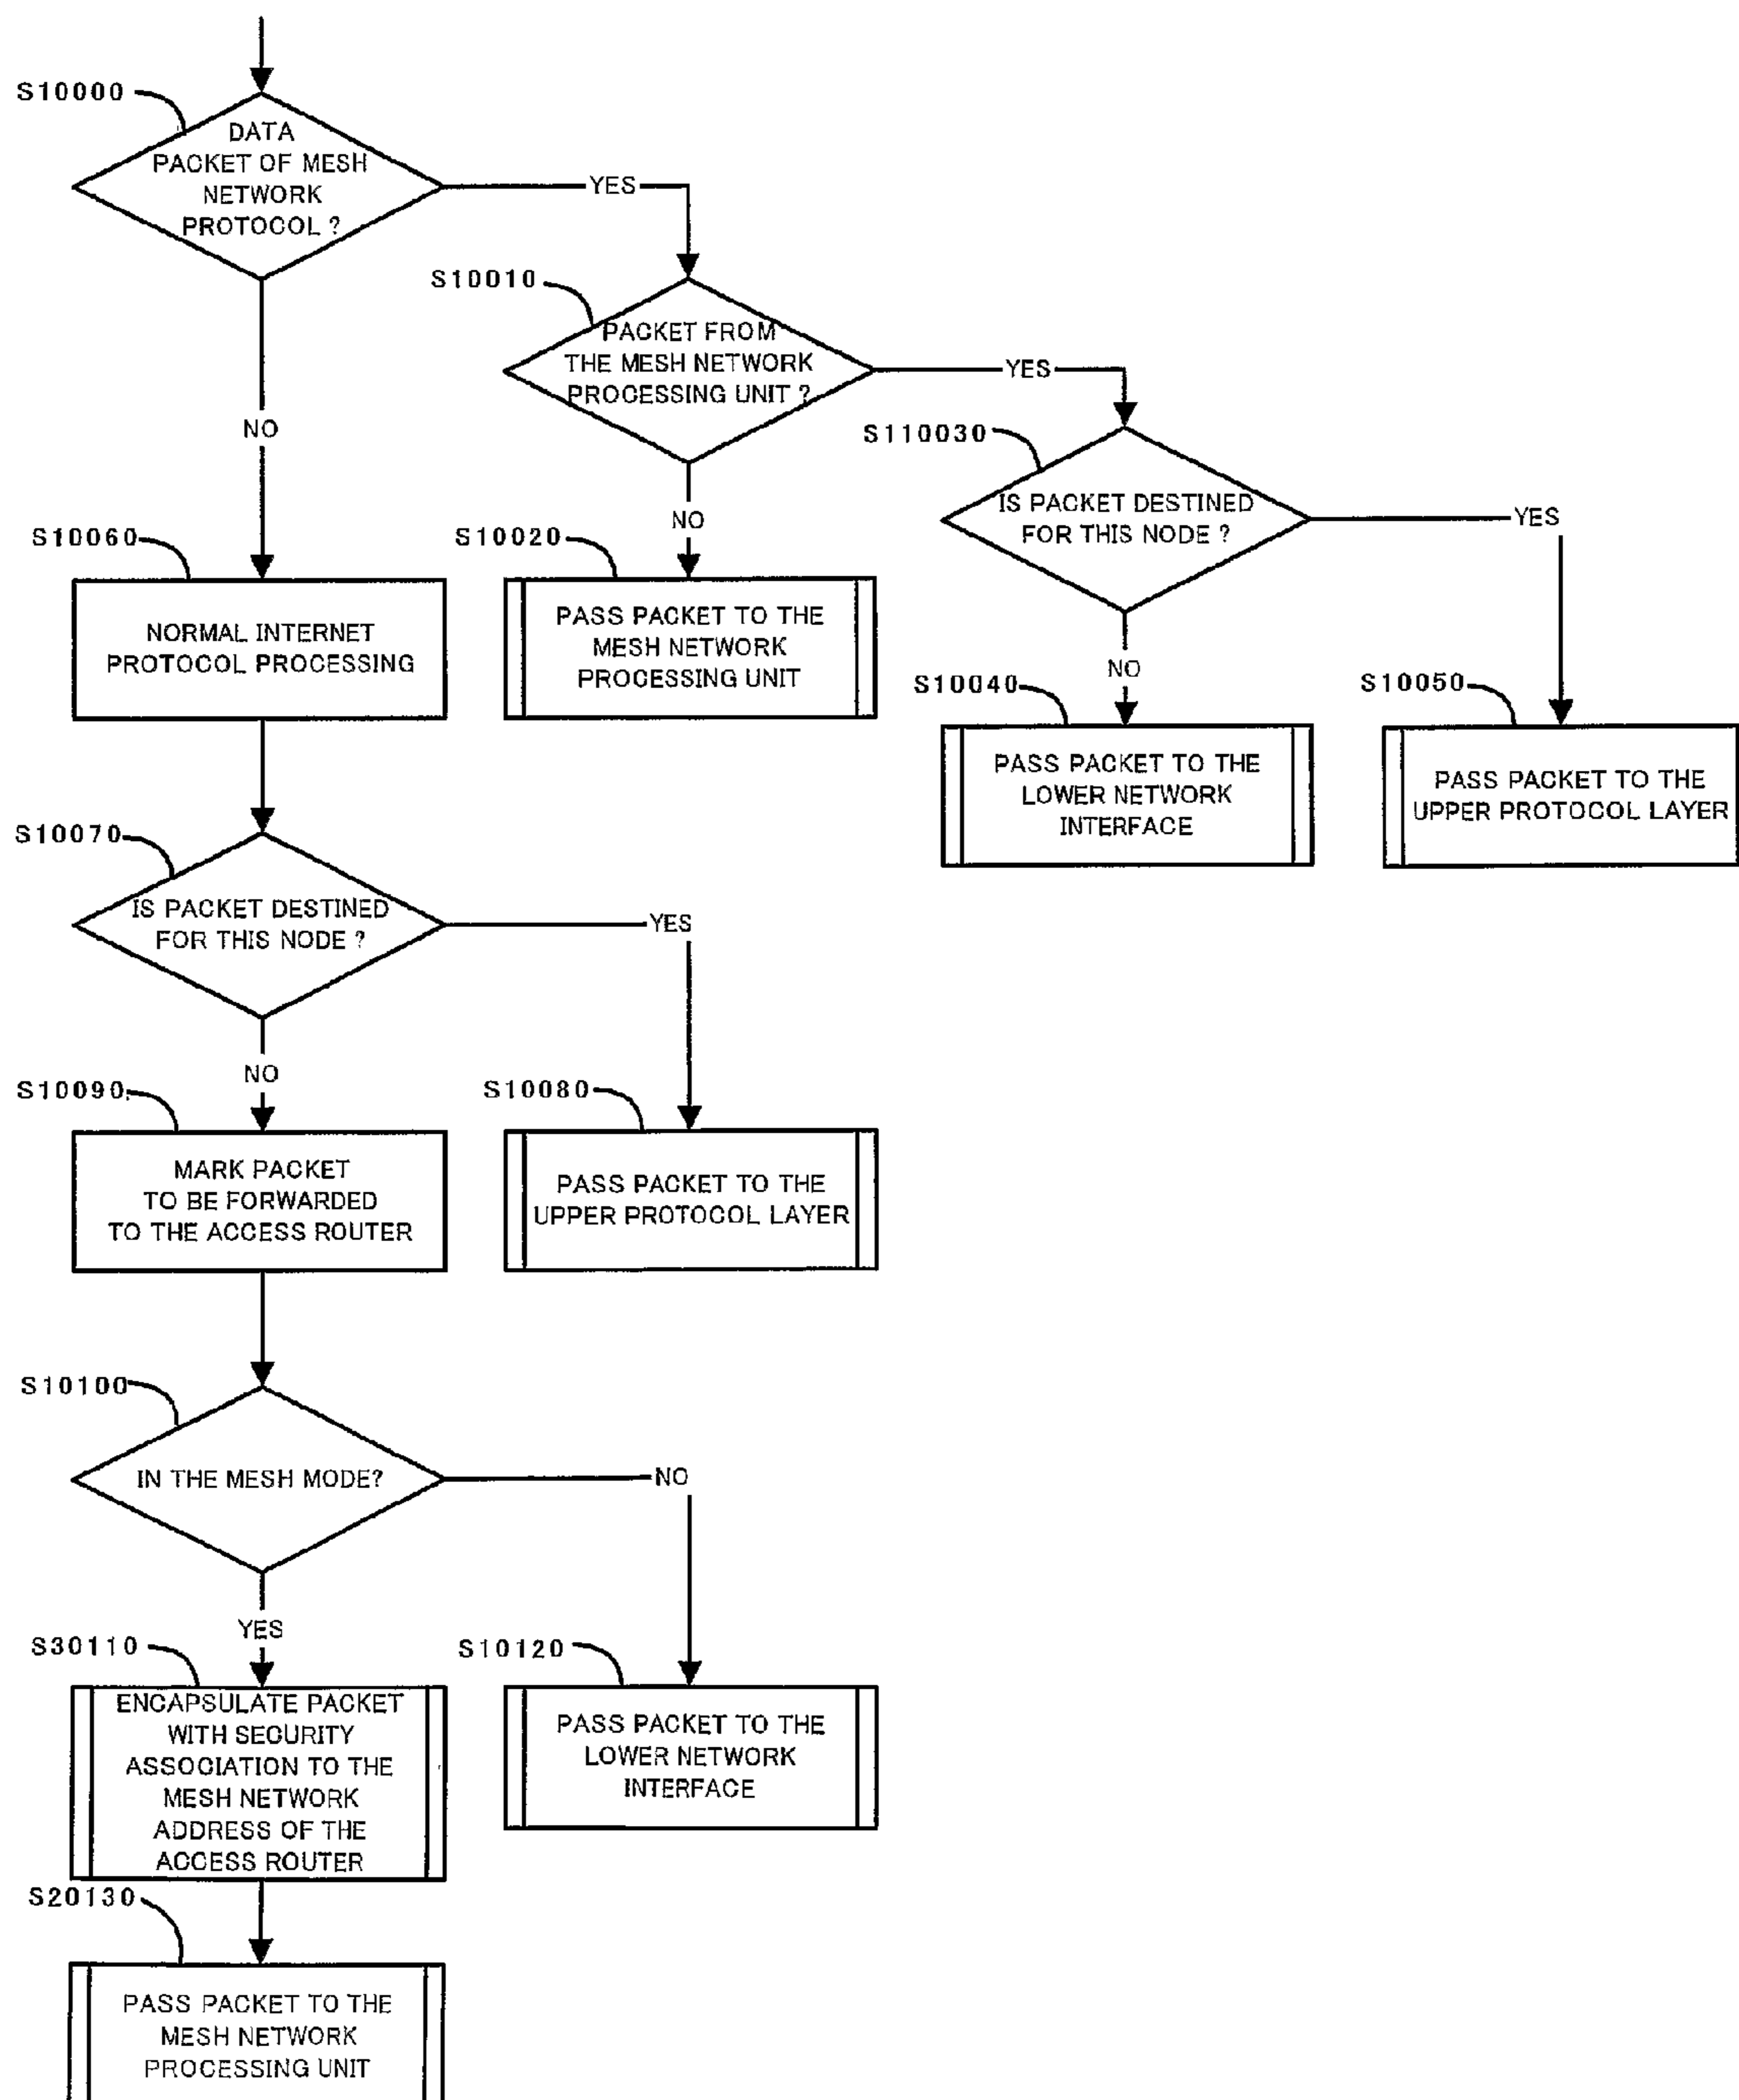 S10000
DATA
PACKET OF MESH
NETWORK
PROTOCOL ?
YES
NO
S10010
PACKET FROM
THE MESH NETWORK
PROCESSING UNIT ?
YES
NO
S110030
IS PACKET DESTINED
FOR THIS NODE ?
YES
NO
S10060
NORMAL INTERNET
PROTOCOL PROCESSING
S10020
PASS PACKET TO THE
MESH NETWORK
PROCESSING UNIT
S10040
PASS PACKET TO THE
LOWER NETWORK
INTERFACE
S10050
PASS PACKET TO THE
UPPER PROTOCOL LAYER
S10070
IS PACKET DESTINED
FOR THIS NODE ?
YES
NO
S10090
MARK PACKET
TO BE FORWARDED
TO THE ACCESS ROUTER
S10080
PASS PACKET TO THE
UPPER PROTOCOL LAYER
S10100
IN THE MESH MODE?
NO
YES
S30110
ENCAPSULATE PACKET
WITH SECURITY
ASSOCIATION TO THE
MESH NETWORK
ADDRESS OF THE
ACCESS ROUTER
S10120
PASS PACKET TO THE
LOWER NETWORK
INTERFACE
S20130
PASS PACKET TO THE
MESH NETWORK
PROCESSING UNIT